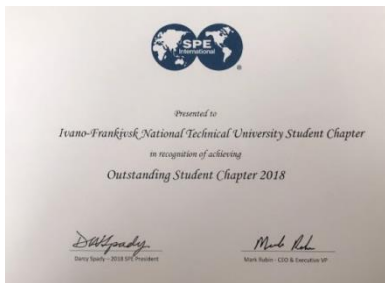 SPE
International
®
Presented to
Ivano-Frankivsk National Technical University Student Chapter
in recognition of achieving
Outstanding Student Chapter 2018
Darcy Spady – 2018 SPE President
Mark Rubin - CEO & Executive VP